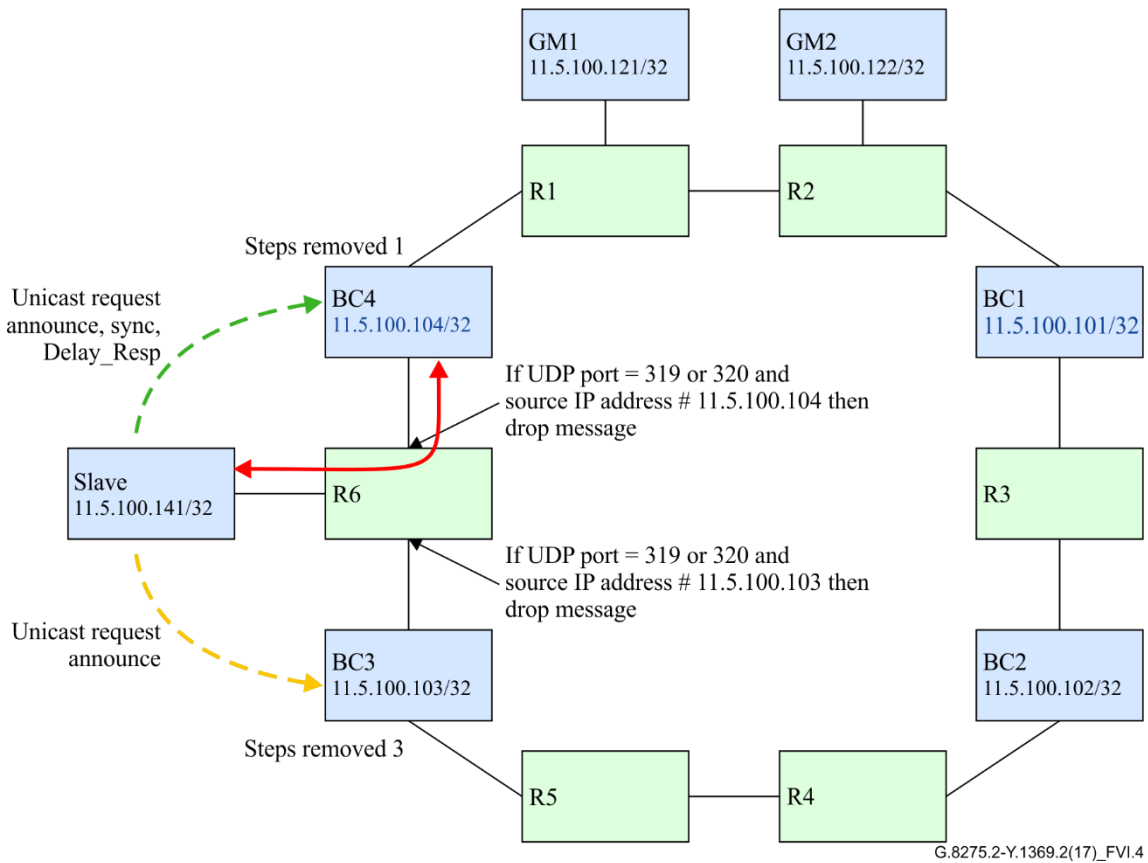 GM1
11.5.100.121/32
GM2
11.5.100.122/32
R1
R2
Steps removed 1
Unicast request
announce, sync,
Delay_Resp
BC4
11.5.100.104/32
BC1
11.5.100.101/32
If UDP port = 319 or 320 and
source IP address # 11.5.100.104 then
drop message
Slave
11.5.100.141/32
R6
R3
If UDP port = 319 or 320 and
source IP address # 11.5.100.103 then
drop message
Unicast request
announce
BC3
11.5.100.103/32
BC2
11.5.100.102/32
Steps removed 3
R5
R4
G.8275.2-Y.1369.2(17)_FVI.4